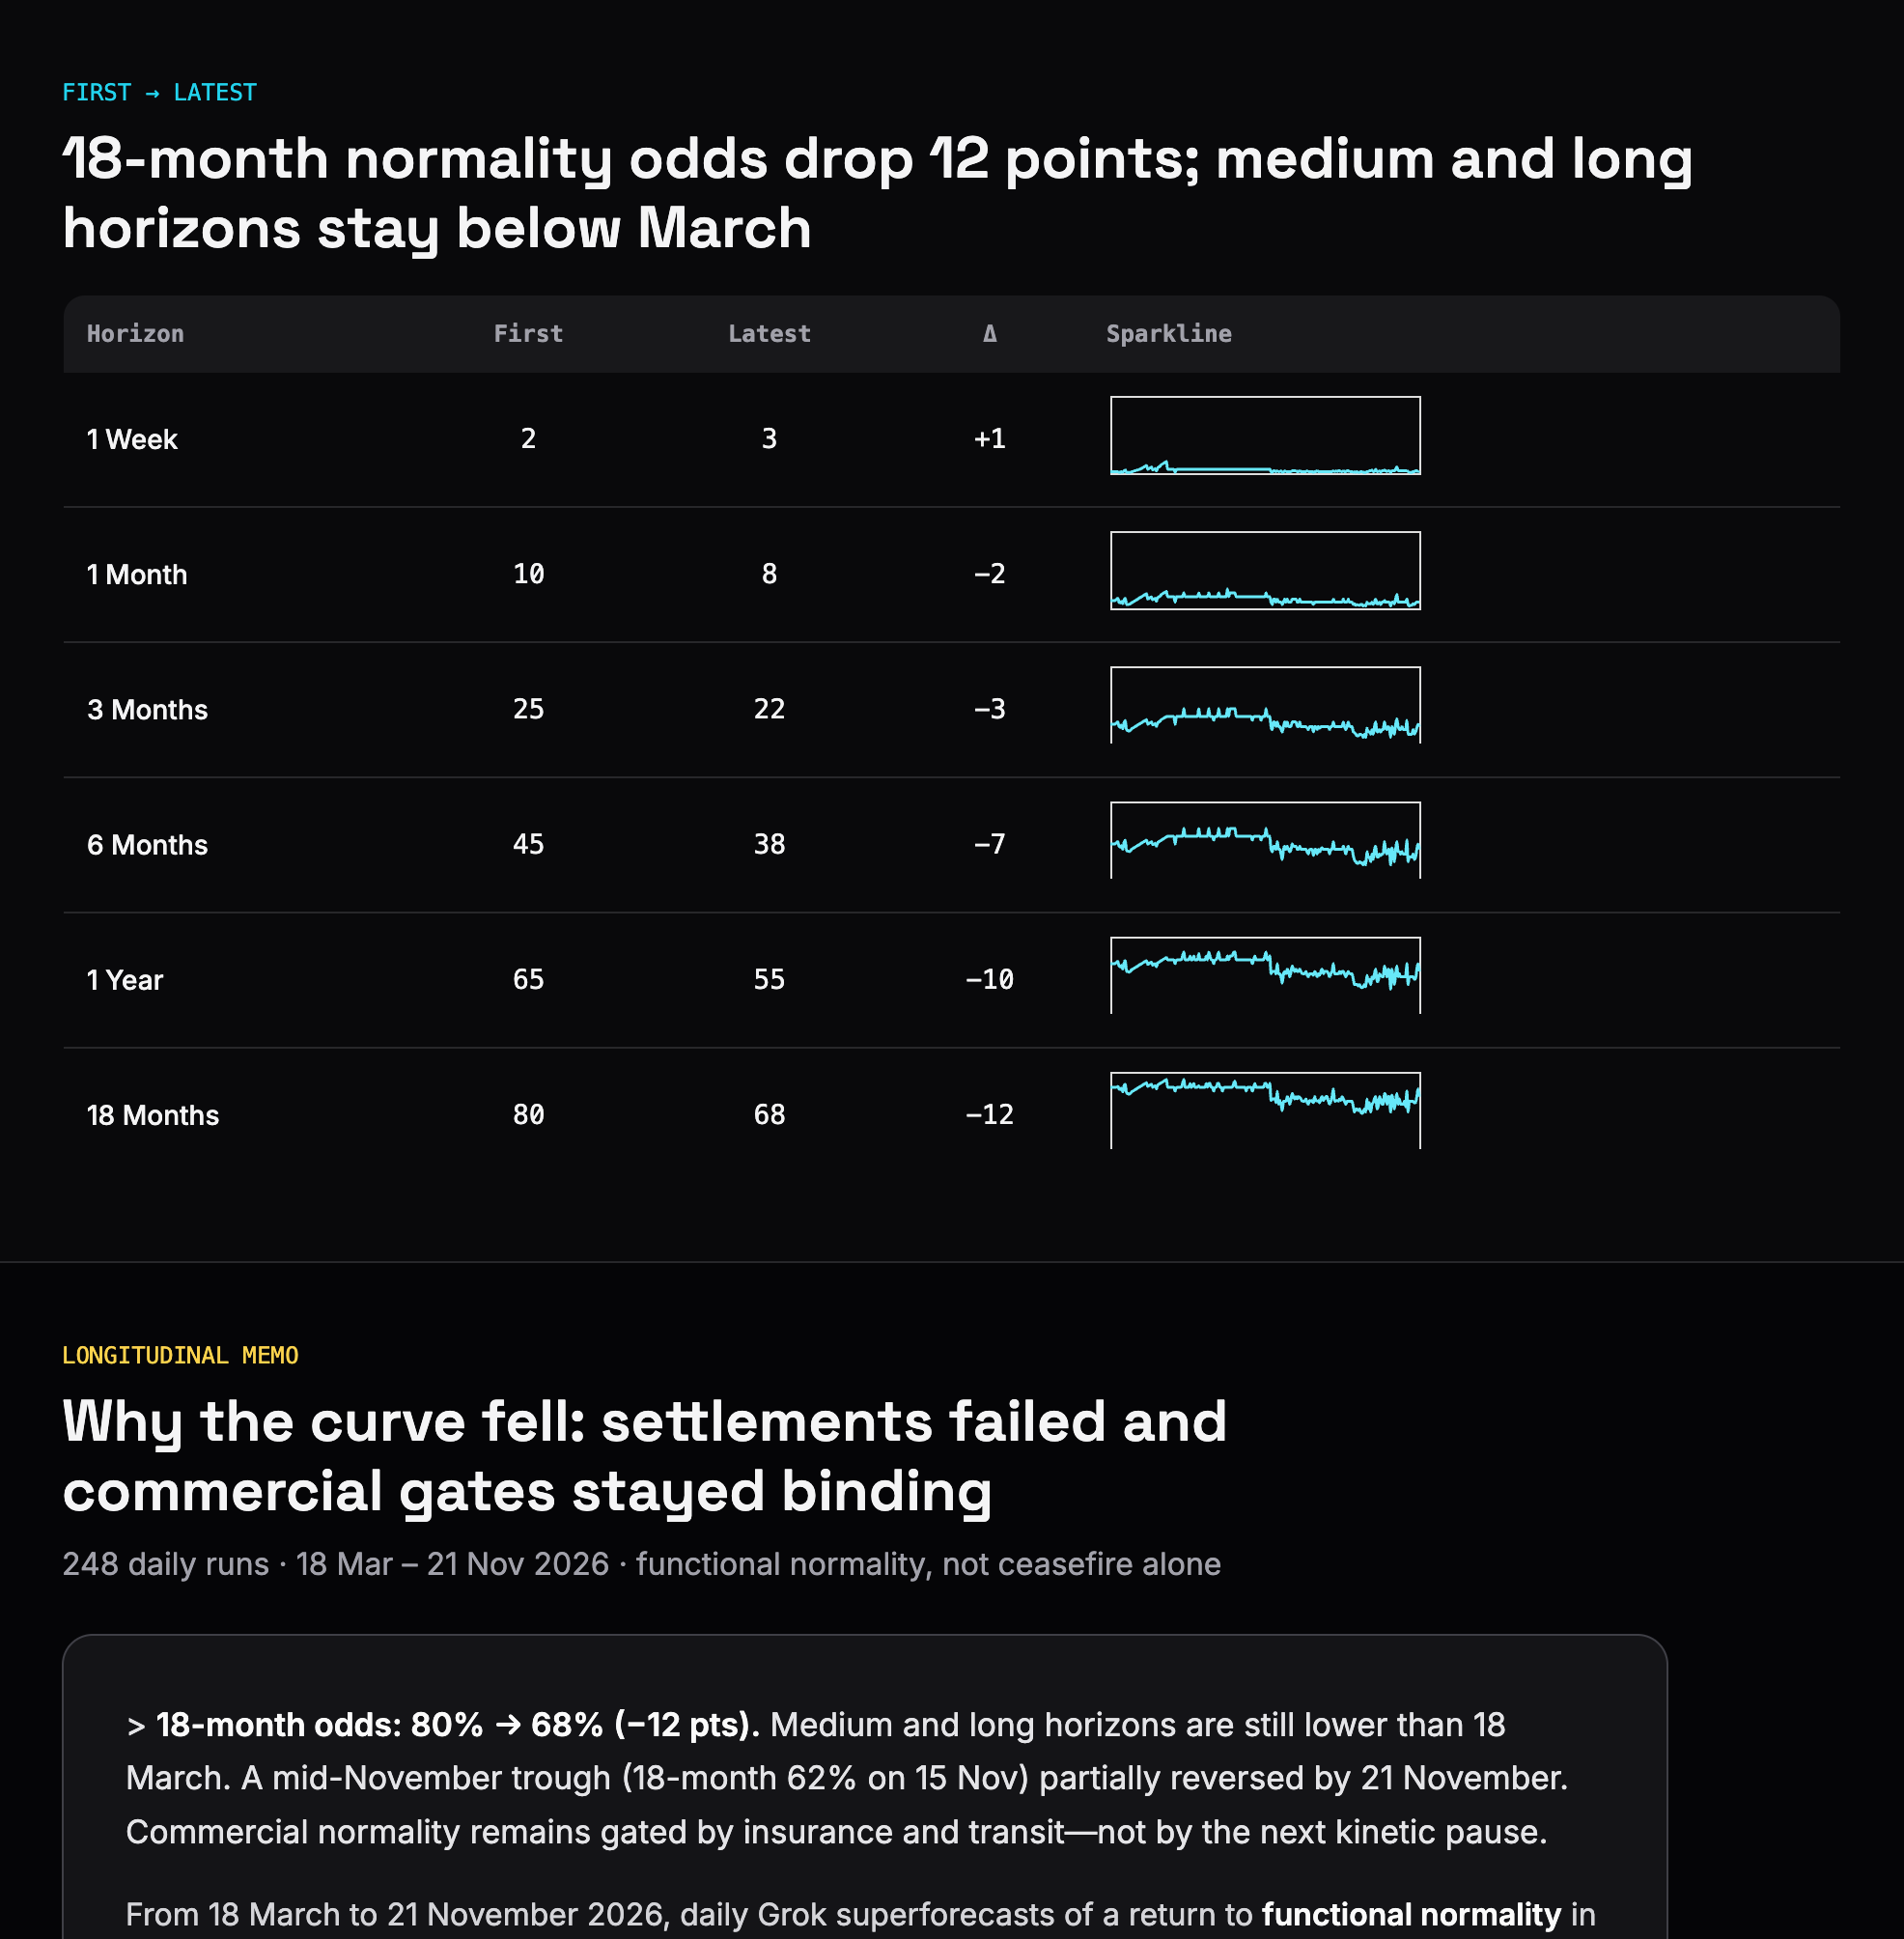 FIRST → LATEST
18-month normality odds drop 12 points; medium and long
horizons stay below March
Horizon First Latest Δ Sparkline
1 Week 2 3 +1
1 Month 10 8 −2
3 Months 25 22 −3
6 Months 45 38 −7
1 Year 65 55 −10
18 Months 80 68 −12
LONGITUDINAL MEMO
Why the curve fell: settlements failed and
commercial gates stayed binding
248 daily runs · 18 Mar – 21 Nov 2026 · functional normality, not ceasefire alone
> 18-month odds: 80% → 68% (−12 pts). Medium and long horizons are still lower than 18
March. A mid-November trough (18-month 62% on 15 Nov) partially reversed by 21 November.
Commercial normality remains gated by insurance and transit—not by the next kinetic pause.
From 18 March to 21 November 2026, daily Grok superforecasts of a return to functional normality in